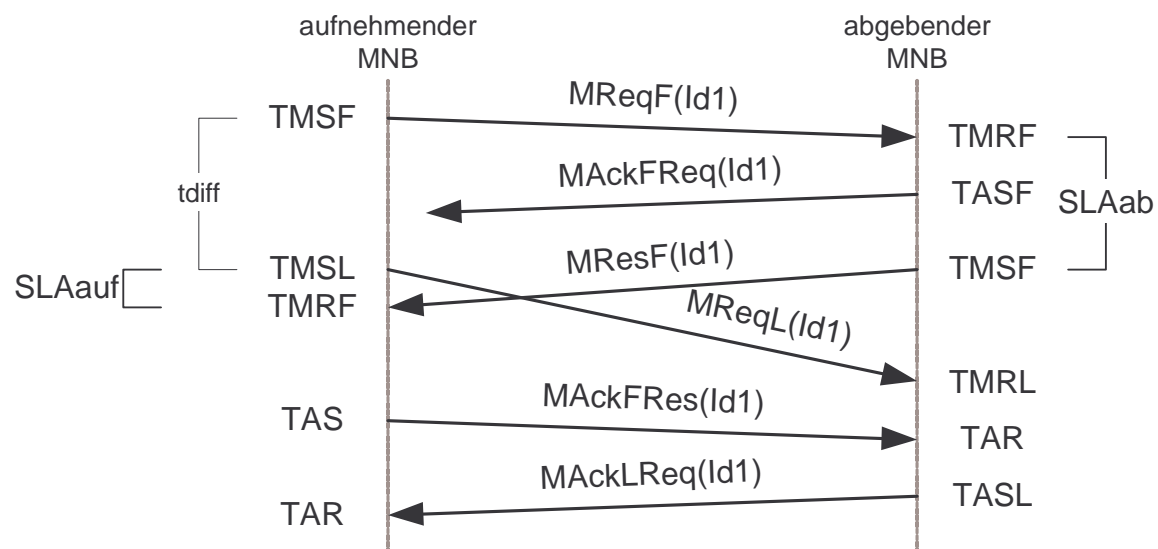 aufnehmender
MNB
abgebender
MNB
TMSF
MReqF(Id1)
TMRF
tdiff
MAckFReq(Id1)
TASF
SLAab
SLAauf
TMSL
TMRF
MResF(Id1)
TMSF
MReqL(Id1)
TMRL
TAS
MAckFRes(Id1)
TAR
TAR
MAckLReq(Id1)
TASL